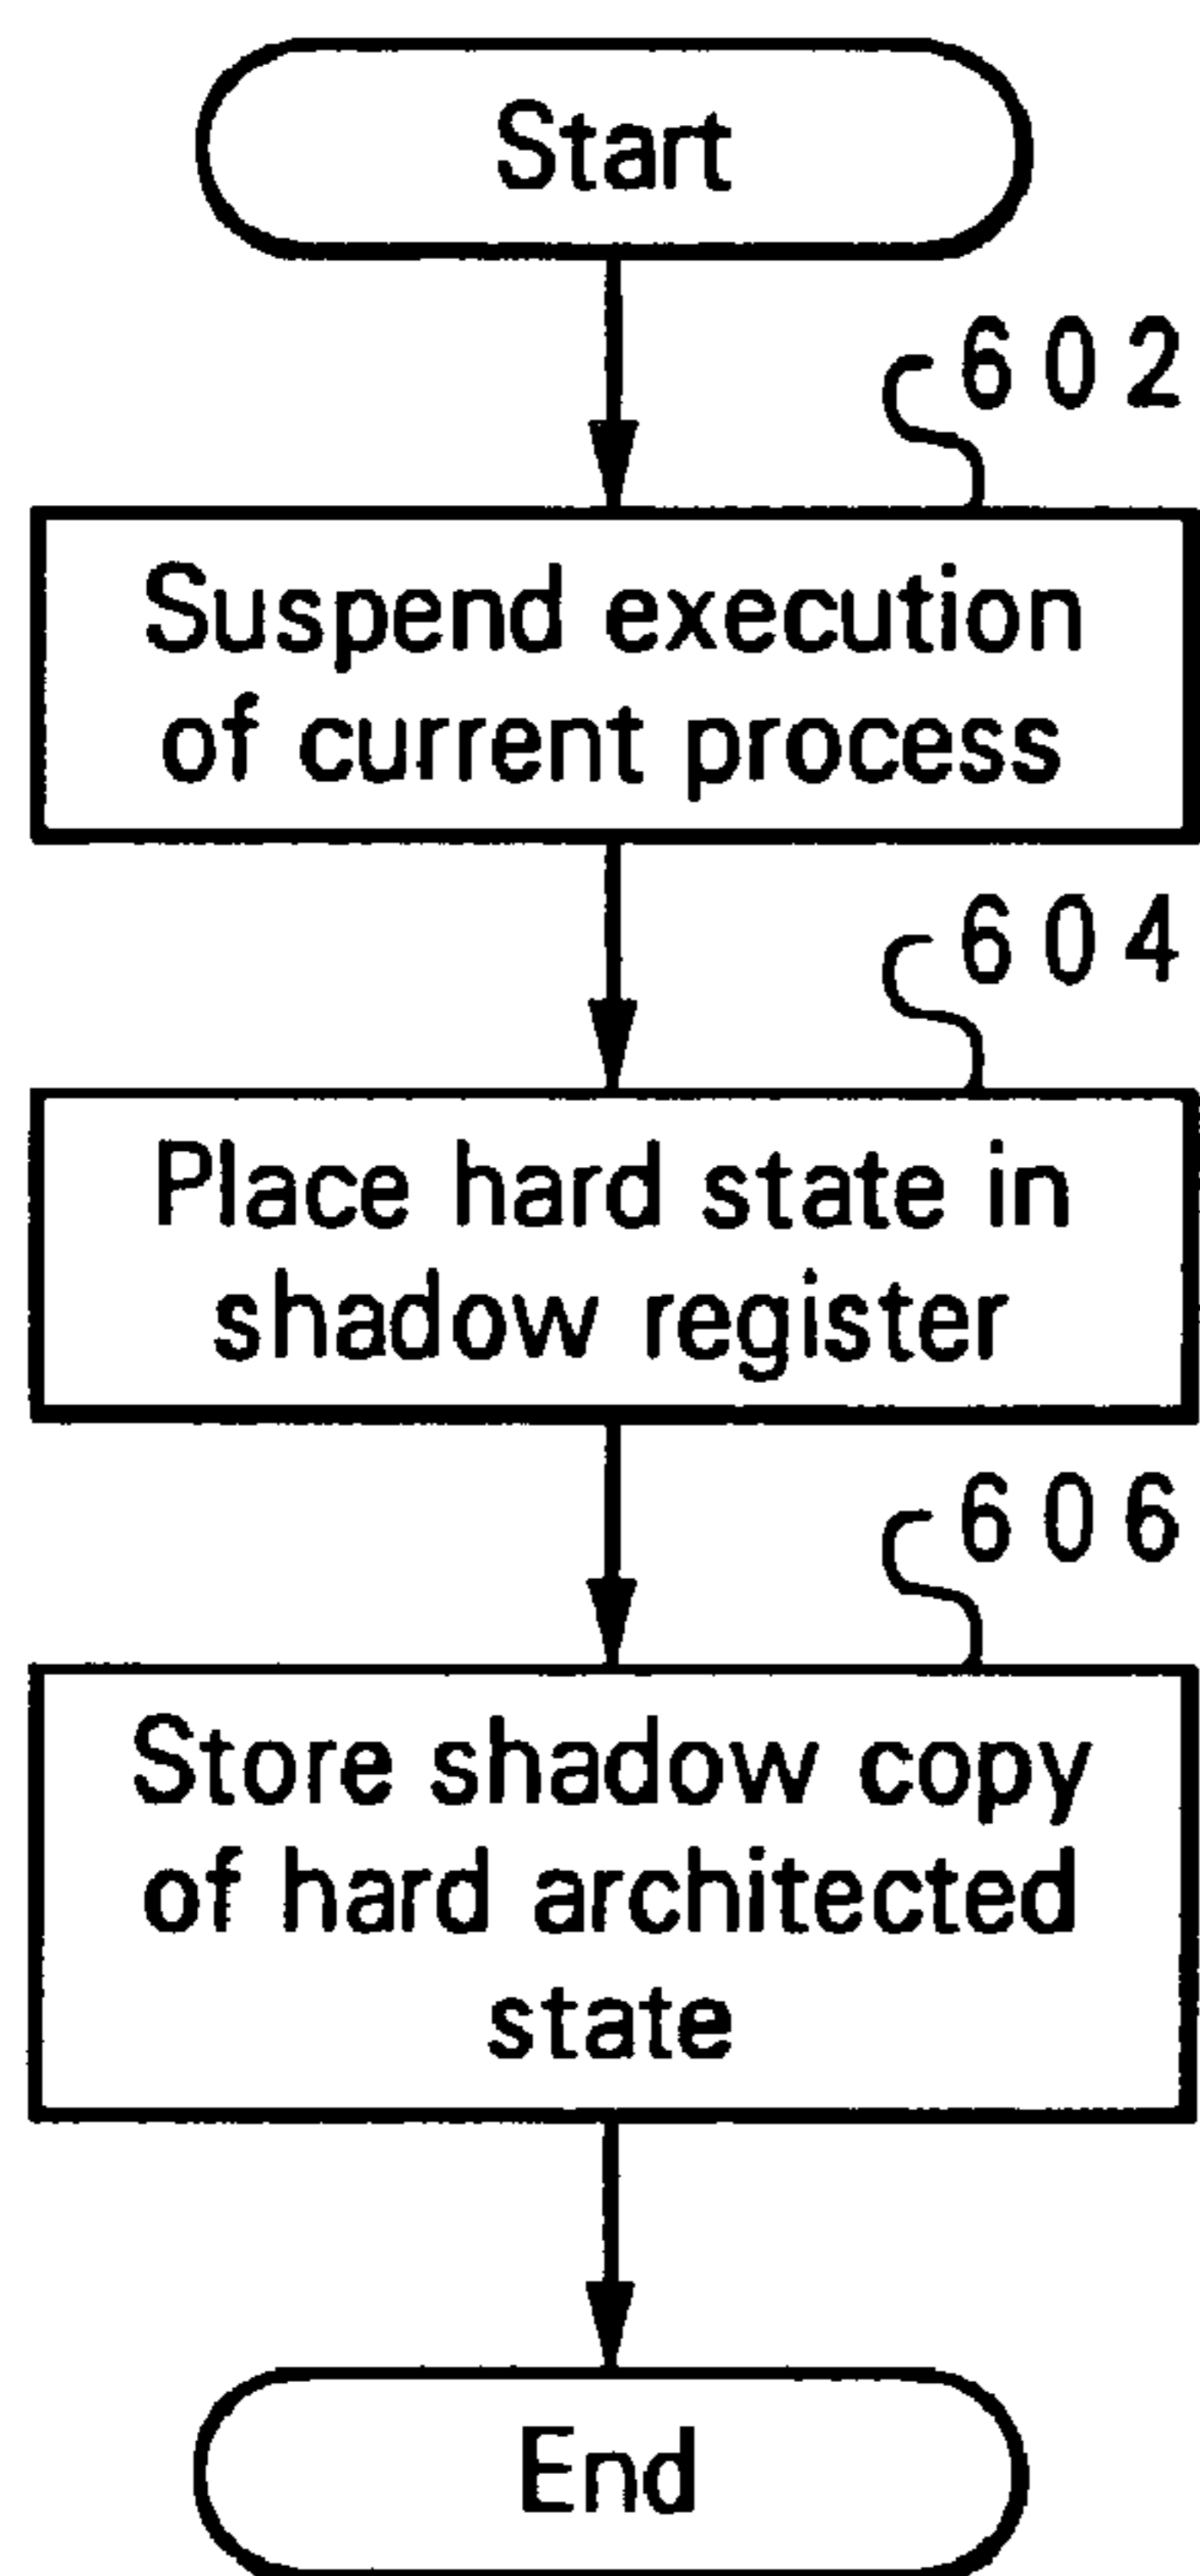 Start
602
Suspend execution
of current process
604
Place hard state in
shadow register
606
Store shadow copy
of hard architected
state
End